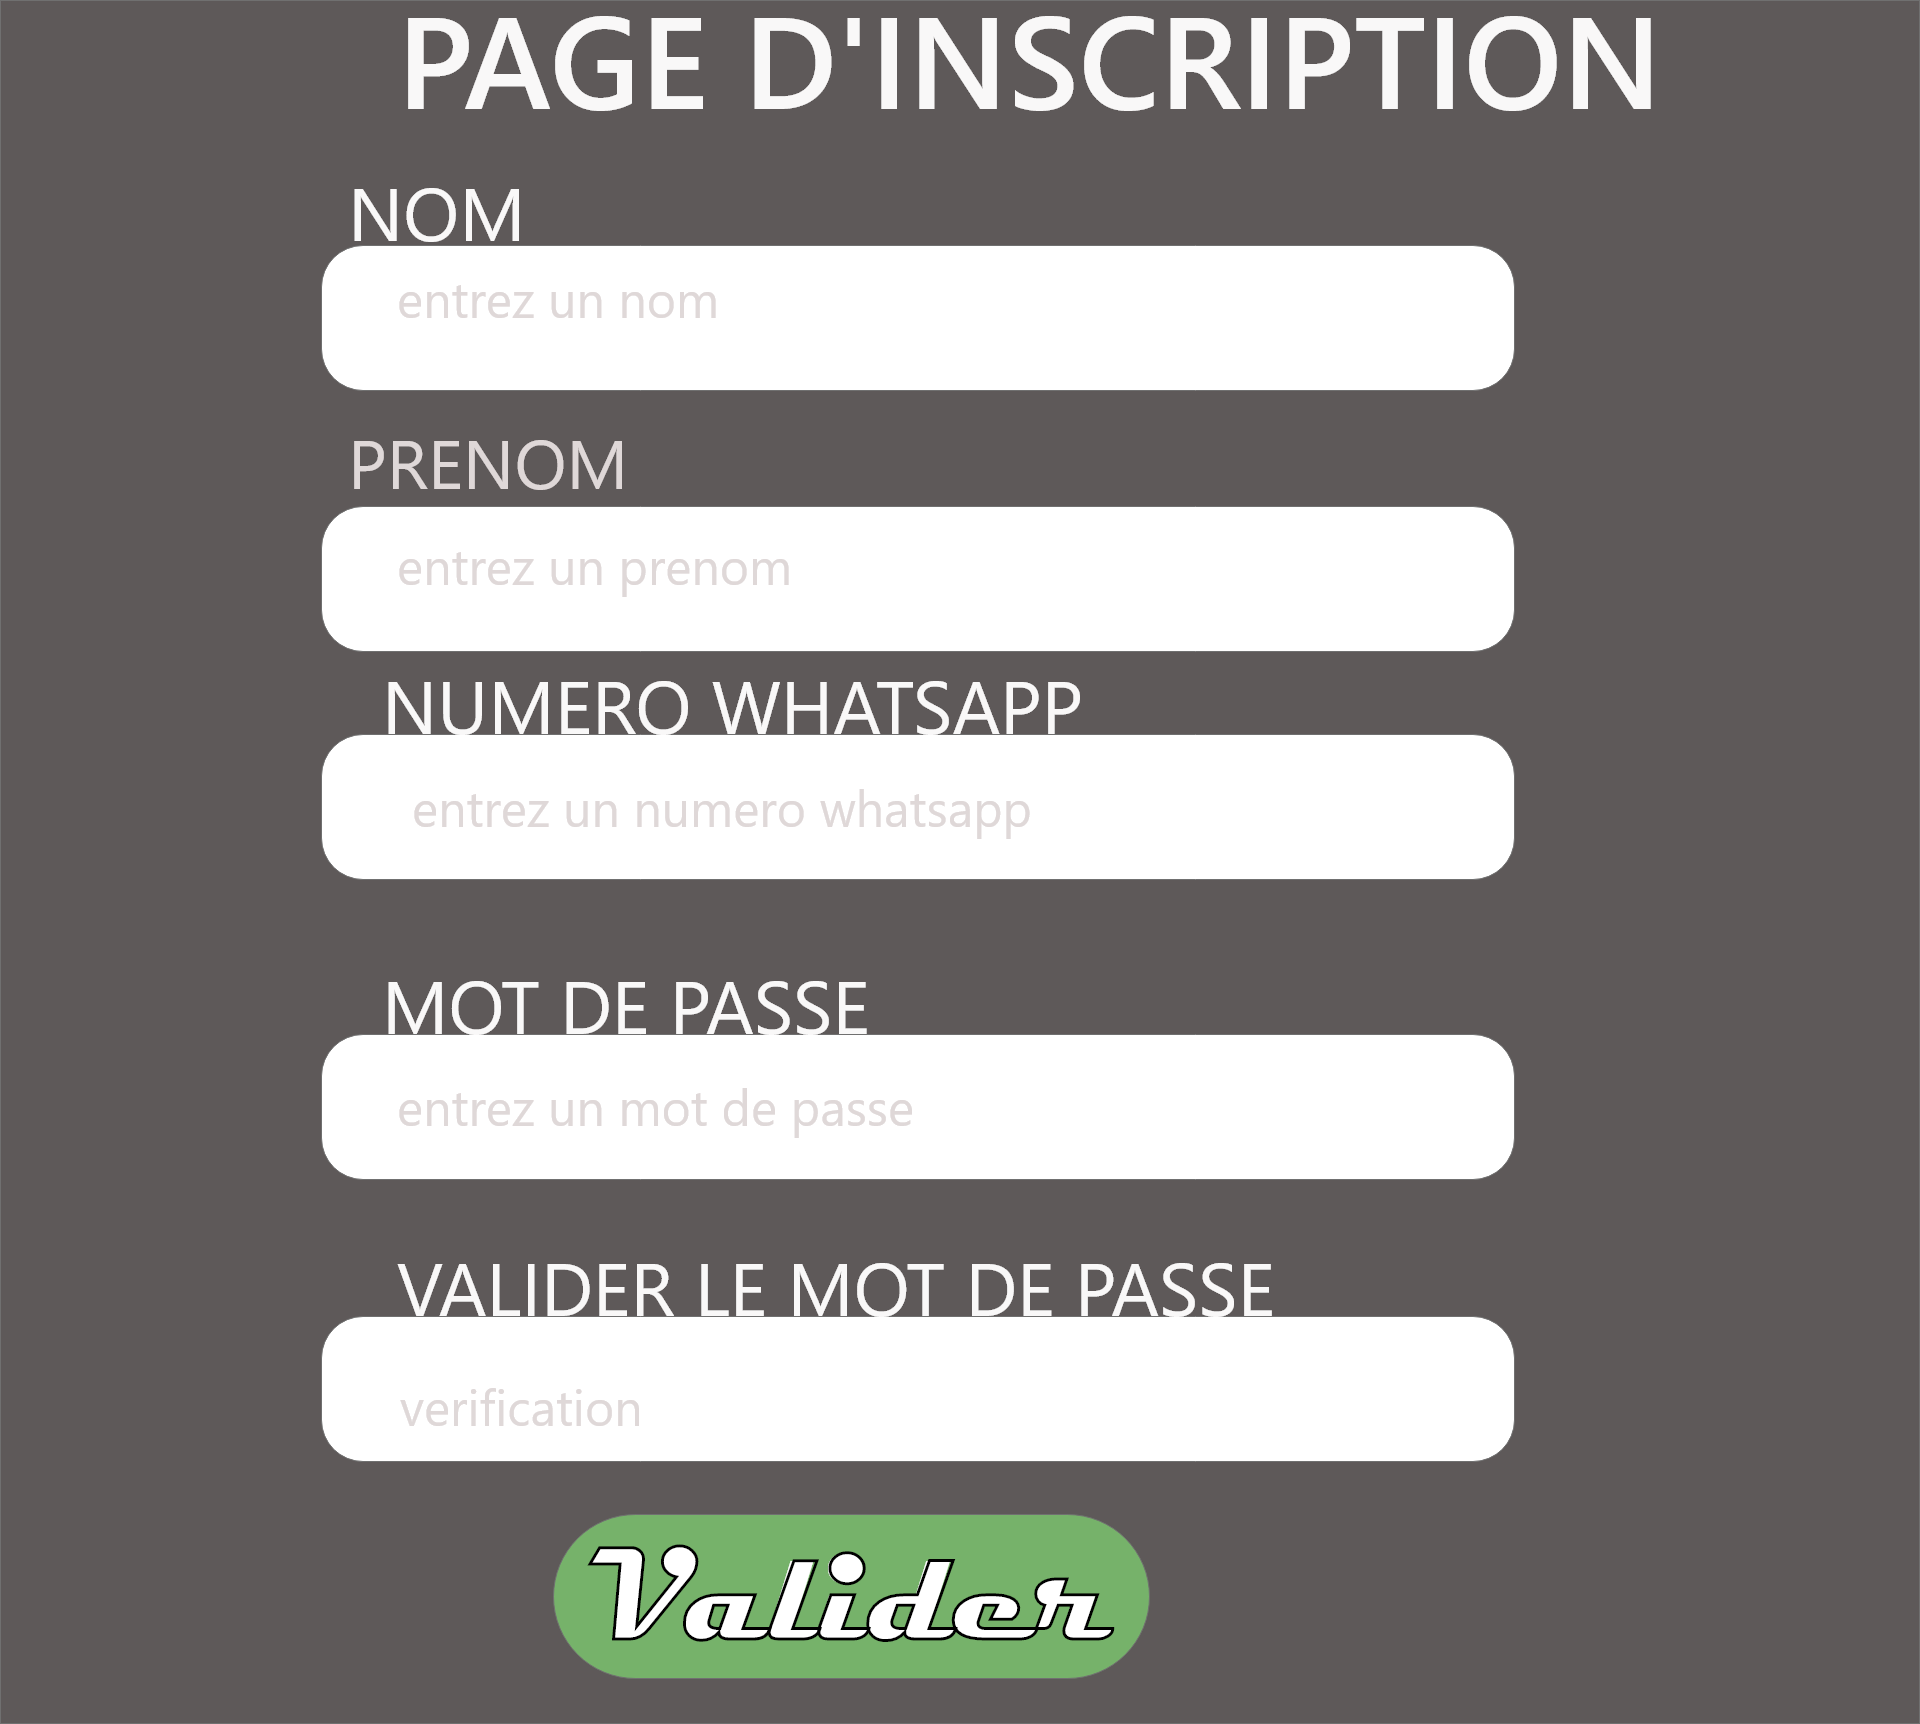 PAGE D'INSCRIPTION
NOM
entrez un nom
PRENOM
entrez un prenom
NUMERO WHATSAPP
entrez un numero whatsapp
MOT DE PASSE
entrez un mot de passe
VALIDER LE MOT DE PASSE
verification
Valider